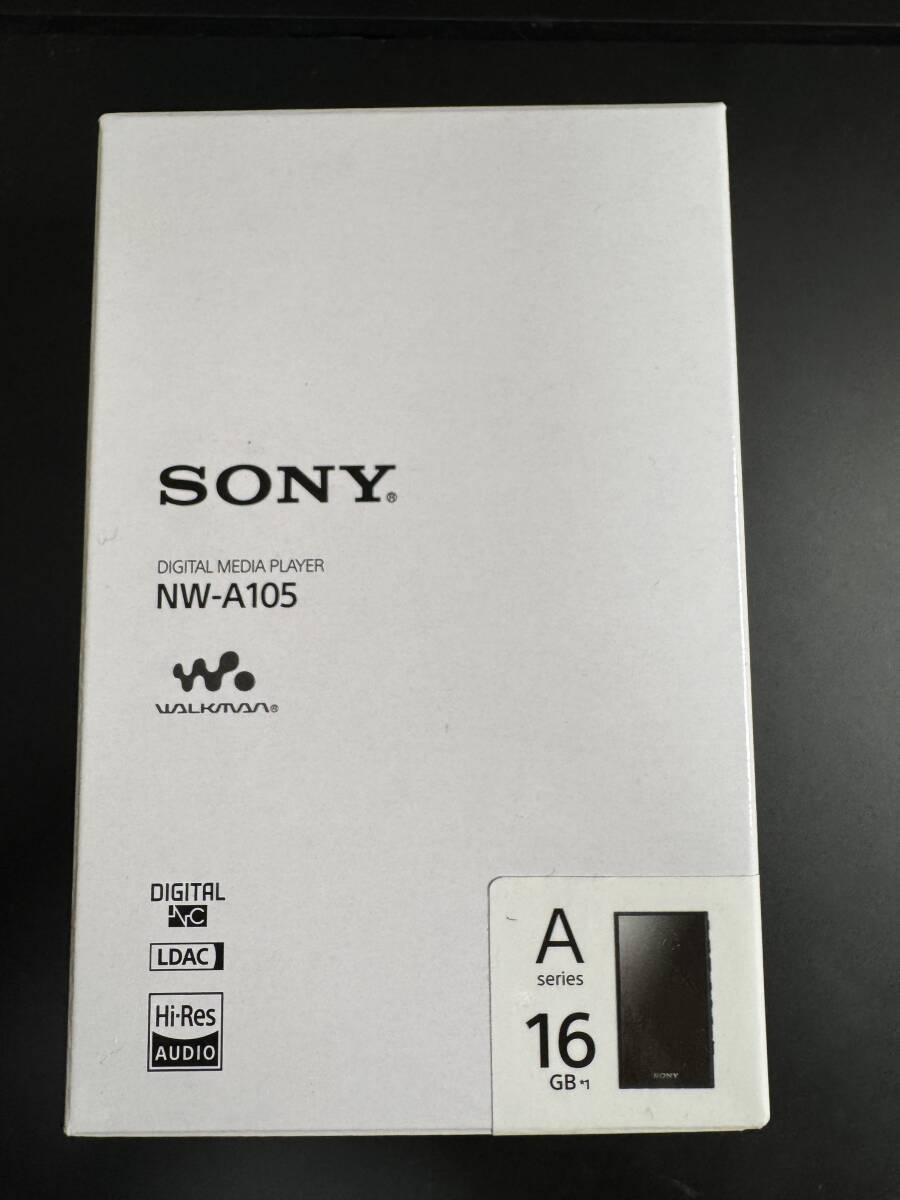 SONY®
DIGITAL MEDIA PLAYER
NW-A105
WALKMAN®
DIGITAL
NC
LDAC
Hi-Res
AUDIO
A
series
16
GB *1
SONY